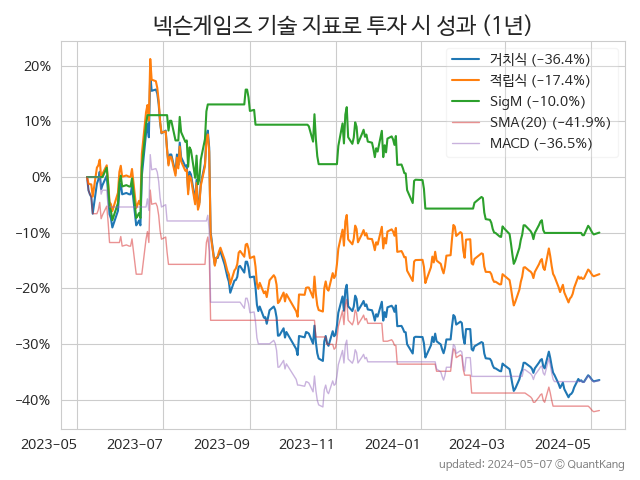 넥슨게임즈 기술 지표로 투자 시 성과 (1년)
거치식 (−36.4%)
적립식 (−17.4%)
SigM (−10.0%)
SMA(20) (−41.9%)
MACD (−36.5%)
20%
10%
0%
−10%
−20%
−30%
−40%
2023-05 2023-07 2023-09 2023-11 2024-01 2024-03 2024-05
updated: 2024-05-07 © QuantKang